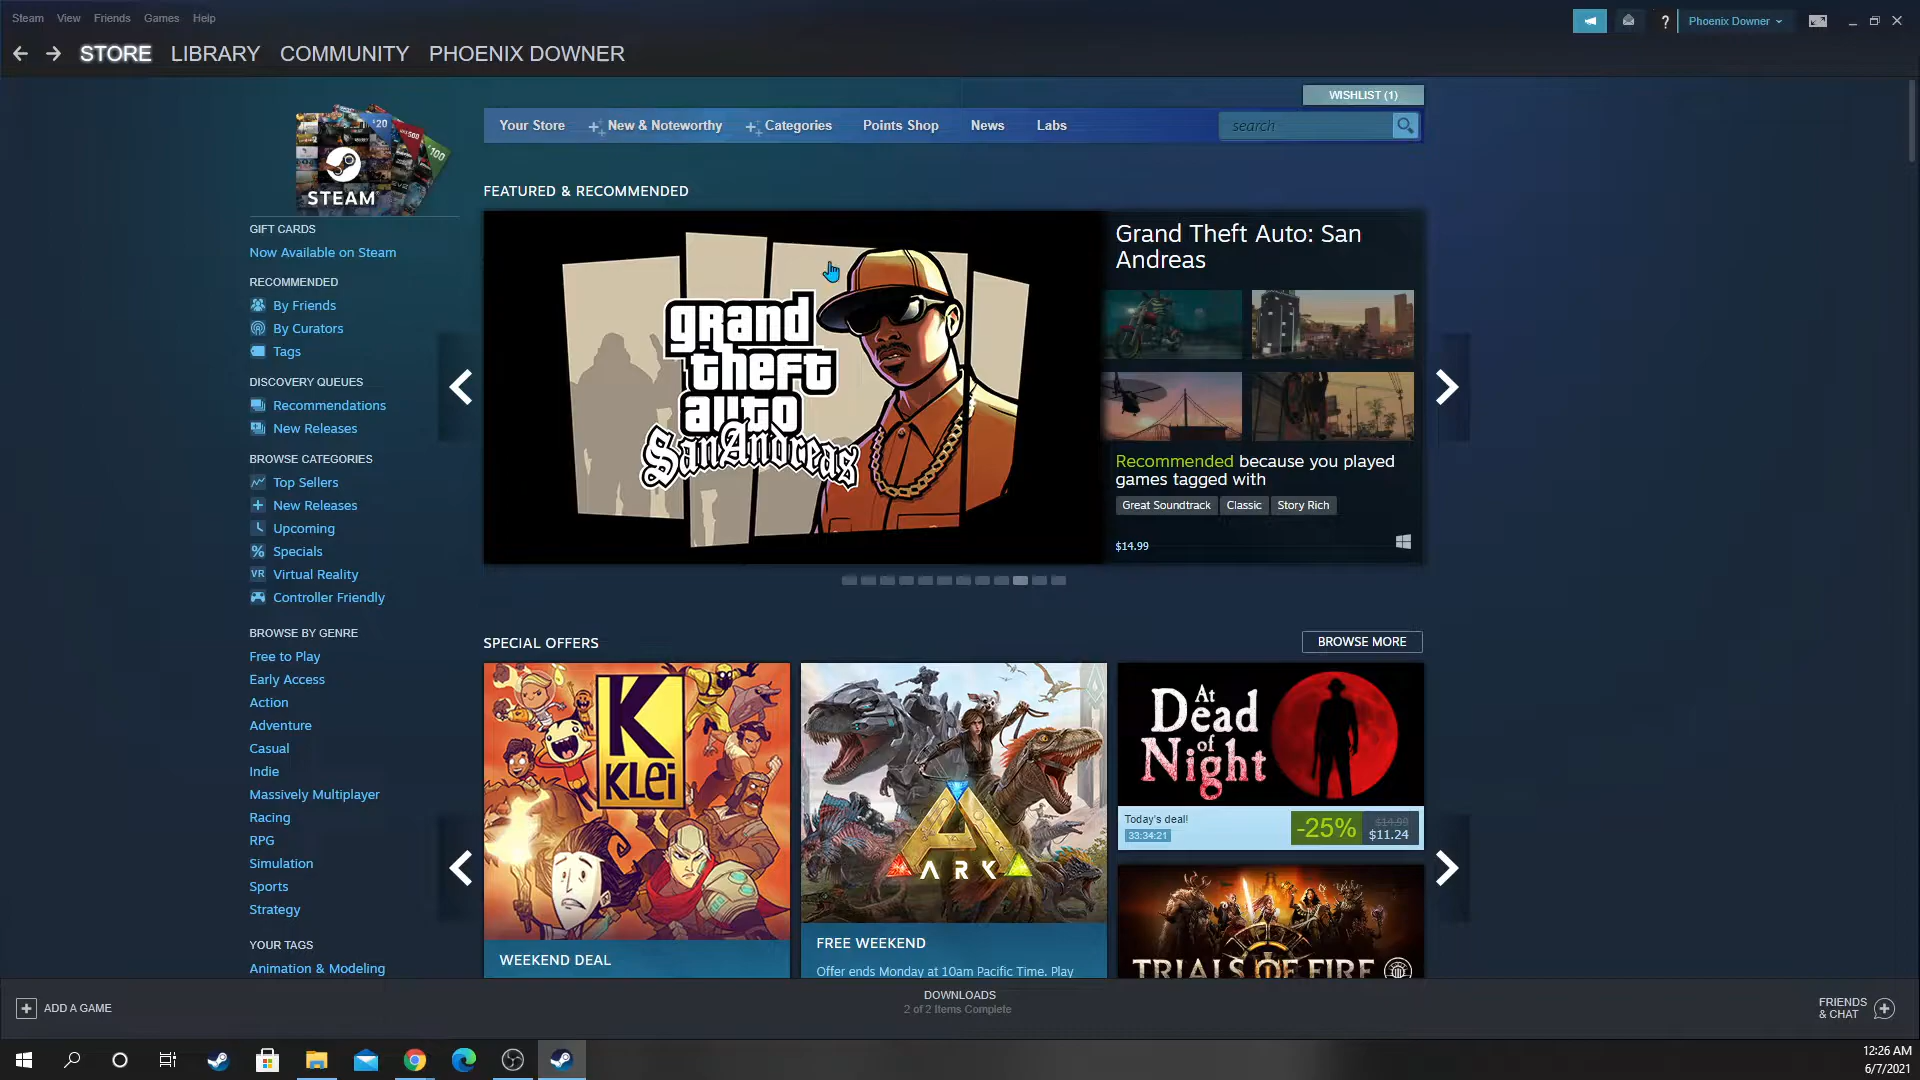 Steam View Friends Games Help
Phoenix Downer
STORE LIBRARY COMMUNITY PHOENIX DOWNER
WISHLIST (1)
Your Store New & Noteworthy Categories Points Shop News Labs search
STEAM
GIFT CARDS
Now Available on Steam
RECOMMENDED
By Friends
By Curators
Tags
DISCOVERY QUEUES
Recommendations
New Releases
BROWSE CATEGORIES
Top Sellers
New Releases
Upcoming
Specials
VR Virtual Reality
Controller Friendly
BROWSE BY GENRE
Free to Play
Early Access
Action
Adventure
Casual
Indie
Massively Multiplayer
Racing
RPG
Simulation
Sports
Strategy
YOUR TAGS
Animation & Modeling
FEATURED & RECOMMENDED
grand
theft
auto
San Andreas
Grand Theft Auto: San
Andreas
Recommended because you played
games tagged with
Great Soundtrack Classic Story Rich
$14.99
SPECIAL OFFERS
BROWSE MORE
K
KLEI
WEEKEND DEAL
ARK
FREE WEEKEND
Offer ends Monday at 10am Pacific Time. Play
At
Dead
of
Night
Today's deal!
33:34:21
-25%
$14.99
$11.24
TRIALS OF FIRE
ADD A GAME
DOWNLOADS
2 of 2 Items Complete
FRIENDS
& CHAT
12:26 AM
6/7/2021